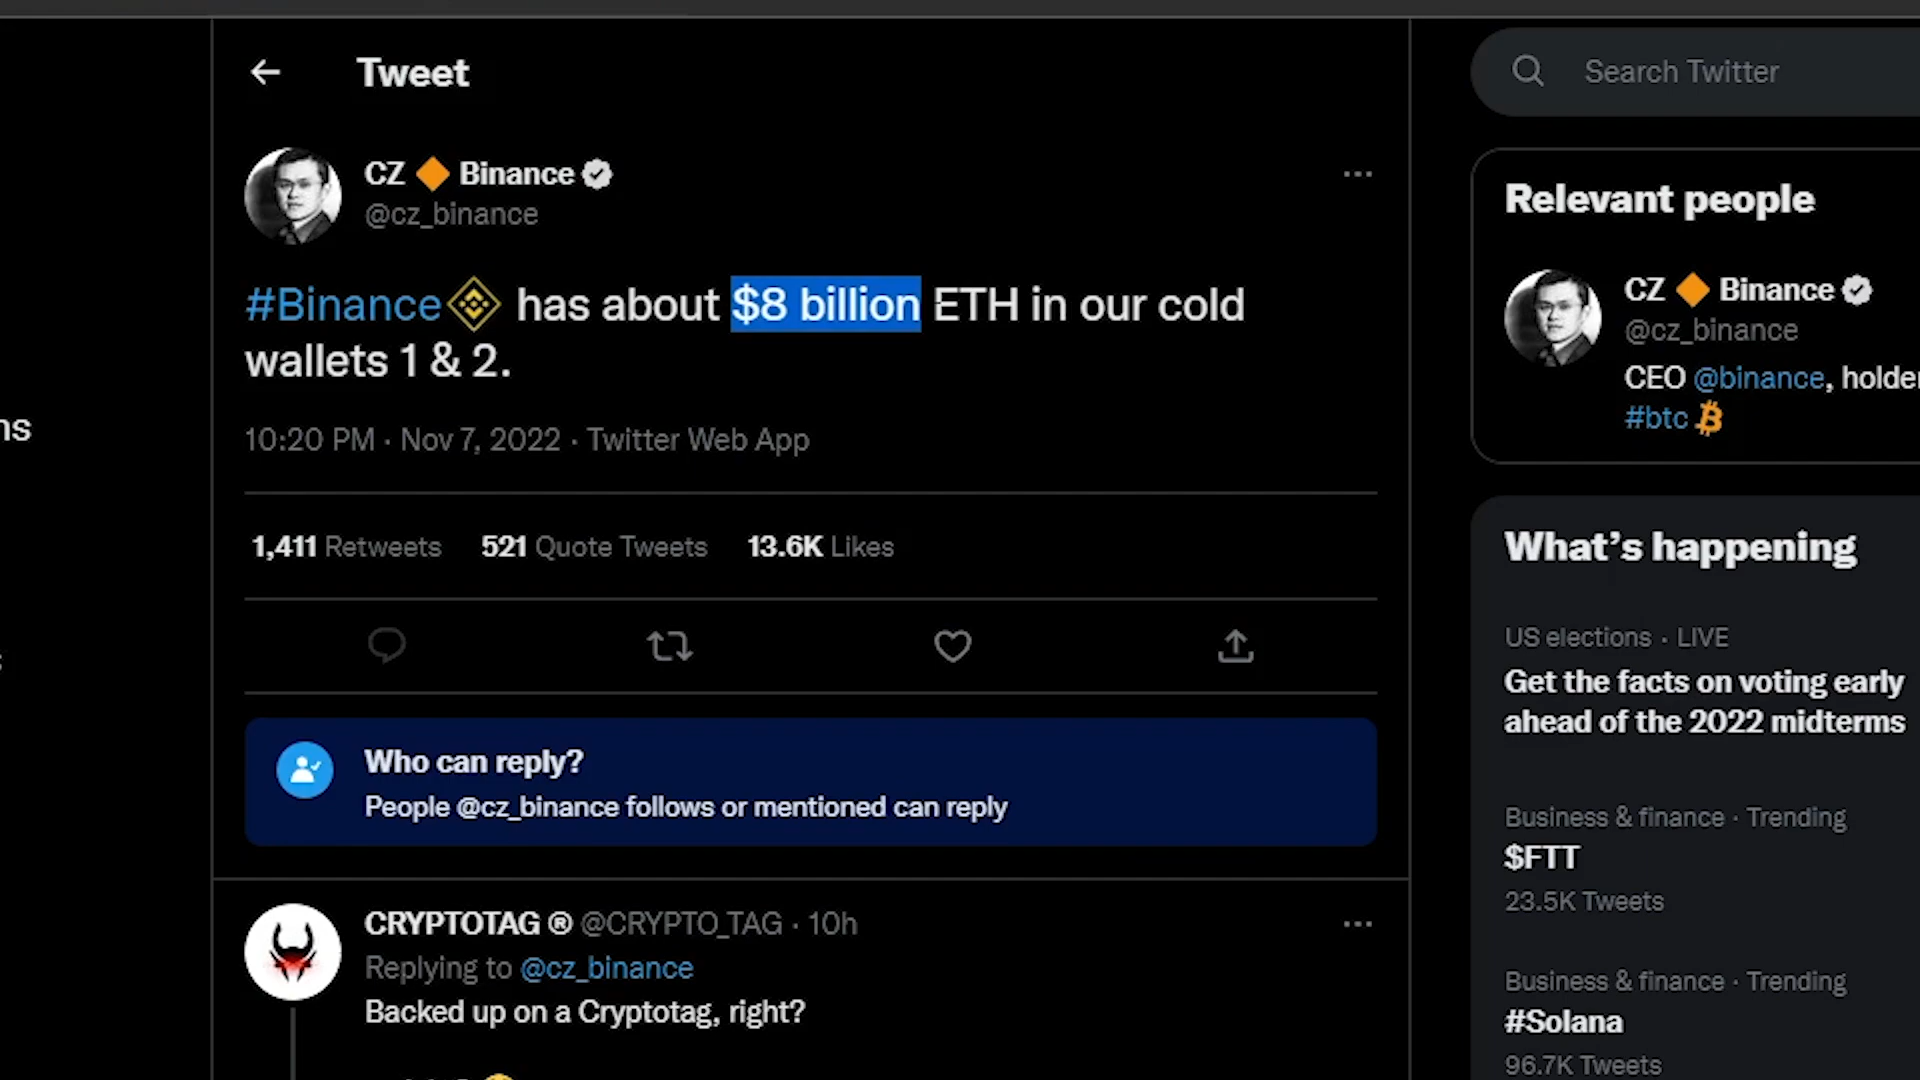 Tweet
Search Twitter
CZ 🔶 Binance
@cz_binance
#Binance has about $8 billion ETH in our cold
wallets 1 & 2.
10:20 PM · Nov 7, 2022 · Twitter Web App
1,411 Retweets 521 Quote Tweets 13.6K Likes
Who can reply?
People @cz_binance follows or mentioned can reply
CRYPTOTAG ® @CRYPTO_TAG · 10h
Replying to @cz_binance
Backed up on a Cryptotag, right?
Relevant people
CZ 🔶 Binance
@cz_binance
CEO @binance, holder
#btc
What's happening
US elections · LIVE
Get the facts on voting early
ahead of the 2022 midterms
Business & finance · Trending
$FTT
23.5K Tweets
Business & finance · Trending
#Solana
96.7K Tweets